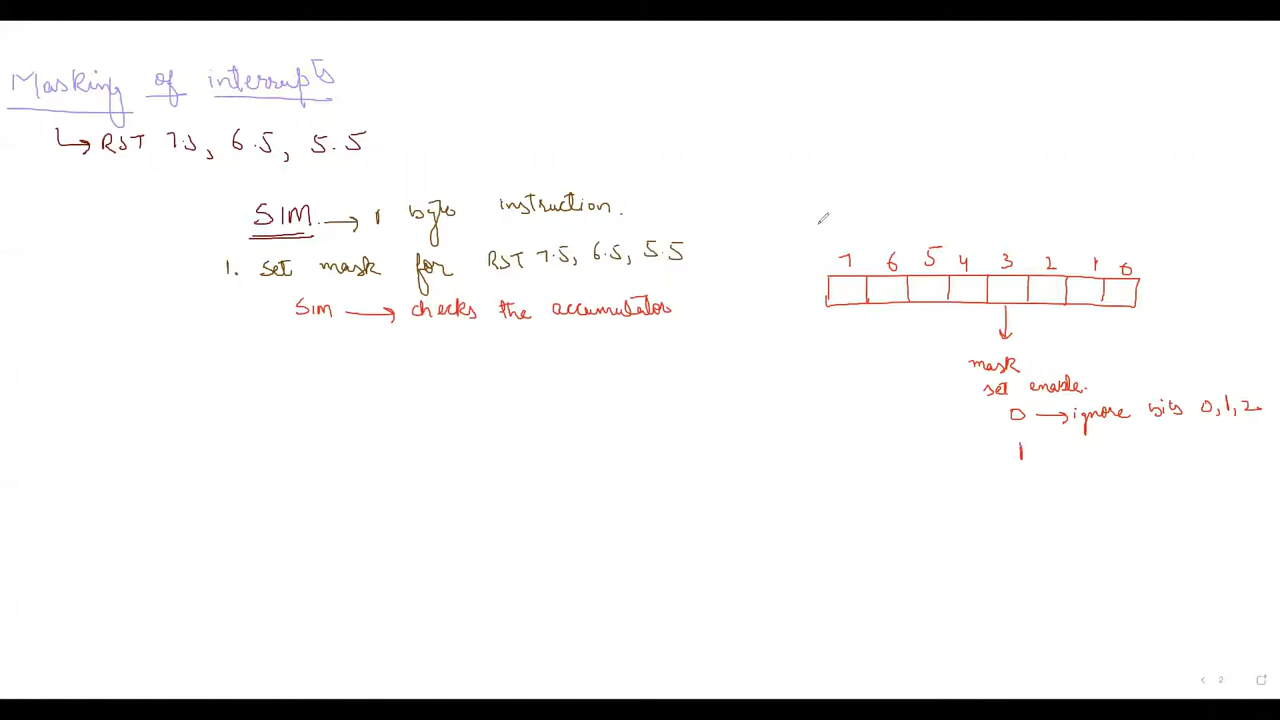 Masking of interrupts
↳ RST 7.5, 6.5, 5.5
SIM → 1 byte instruction.
1. Set mask for RST 7.5, 6.5, 5.5
SIM → checks the accumulator
7 6 5 4 3 2 1 0
mask
set enable.
0 → ignore bits 0, 1, 2
1
< 2